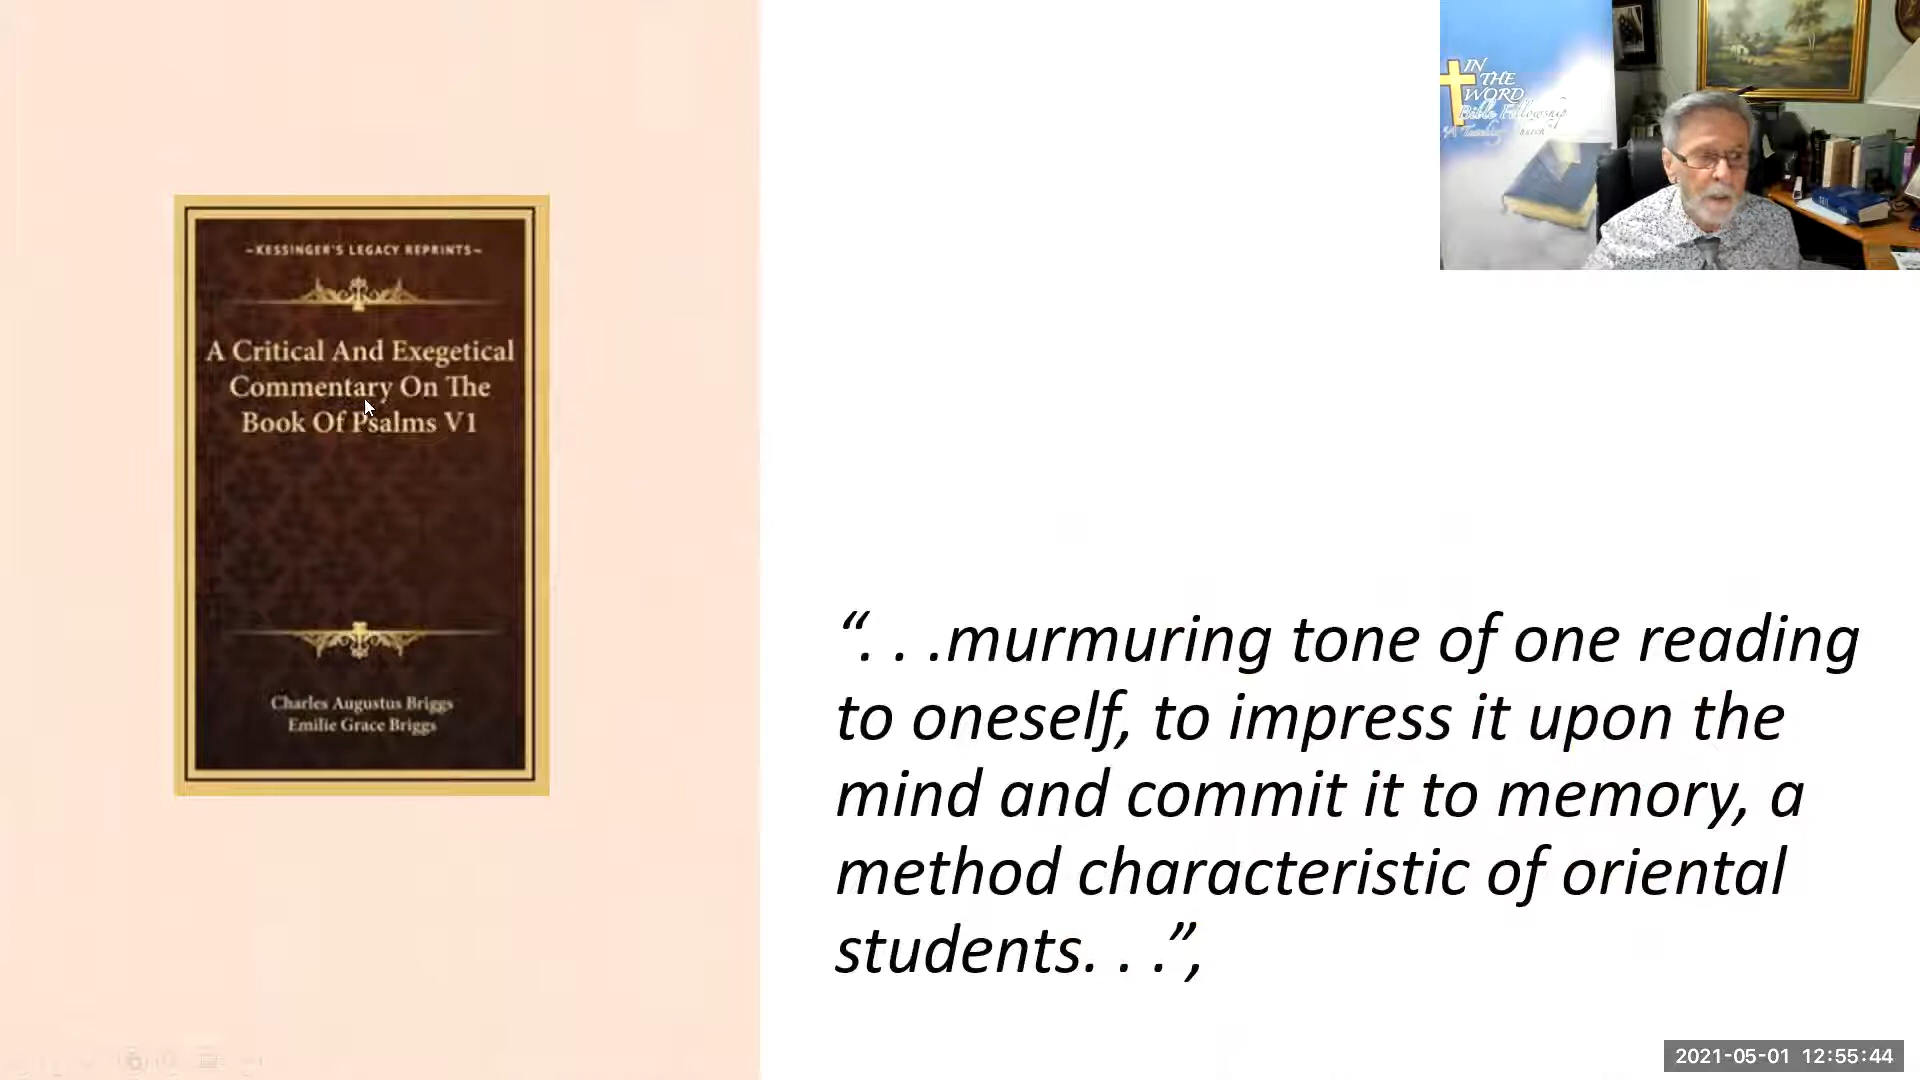 ~KESSINGER'S LEGACY REPRINTS~
A Critical And Exegetical
Commentary On The
Book Of Psalms V1
Charles Augustus Briggs
Emilie Grace Briggs
IN
THE
WORD
Bible Fellowship
“. . .murmuring tone of one reading
to oneself, to impress it upon the
mind and commit it to memory, a
method characteristic of oriental
students. . .”,
2021-05-01 12:55:44